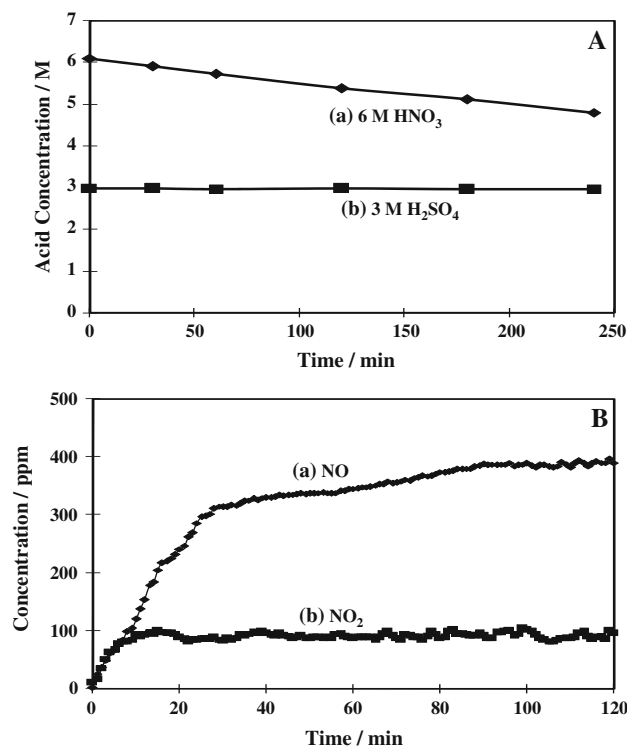 A
Acid Concentration / M
7
6
5
4
3
2
1
0
(a) 6 M HNO₃
(b) 3 M H₂SO₄
0 50 100 150 200 250
Time / min
B
Concentration / ppm
500
400
300
200
100
0
(a) NO
(b) NO₂
0 20 40 60 80 100 120
Time / min